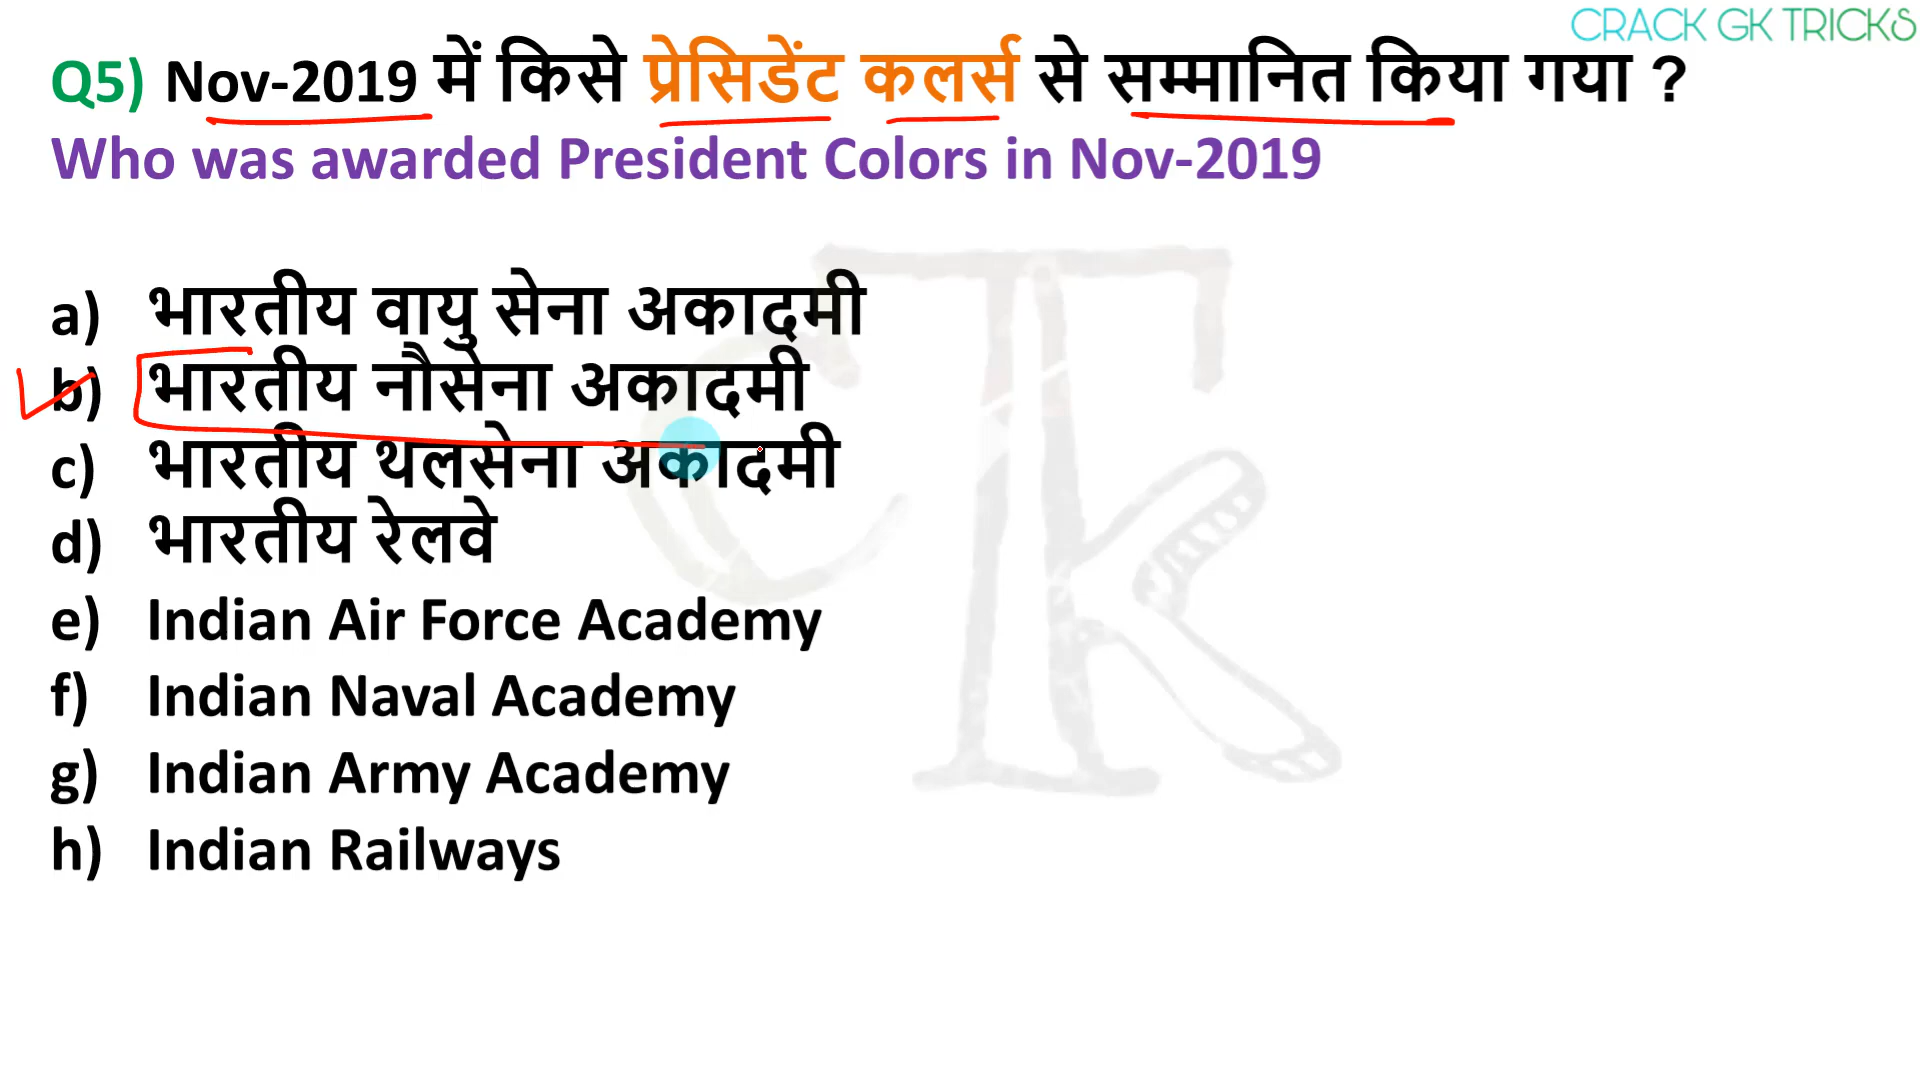 CRACK GK TRICKS
Q5) Nov-2019 में किसे प्रेसिडेंट कलर्स से सम्मानित किया गया ?
Who was awarded President Colors in Nov-2019
a) भारतीय वायु सेना अकादमी
b) भारतीय नौसेना अकादमी
c) भारतीय थलसेना अकादमी
d) भारतीय रेलवे
e) Indian Air Force Academy
f) Indian Naval Academy
g) Indian Army Academy
h) Indian Railways